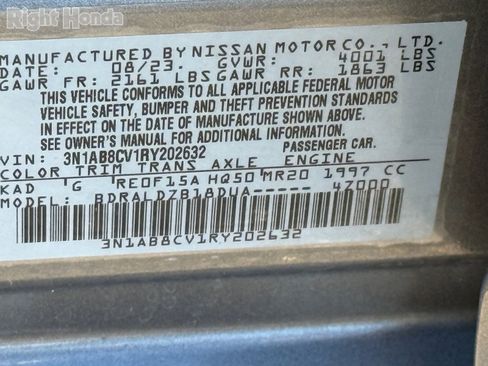 Right Honda
MANUFACTURED BY NISSAN MOTOR CO., LTD.
DATE: 08/23 GVWR: 4001 LBS
GAWR FR: 2161 LBS GAWR RR: 1863 LBS
THIS VEHICLE CONFORMS TO ALL APPLICABLE FEDERAL MOTOR
VEHICLE SAFETY, BUMPER AND THEFT PREVENTION STANDARDS
IN EFFECT ON THE DATE OF MANUFACTURE SHOWN ABOVE.
SEE OWNER'S MANUAL FOR ADDITIONAL INFORMATION.
VIN: 3N1AB8CV1RY202632 PASSENGER CAR.
COLOR TRIM TRANS AXLE ENGINE
KAD G RE0F15A HQ50 MR20 1997 CC
MODEL: BDRALDZB18DUA----- 47000
3N1AB8CV1RY202632